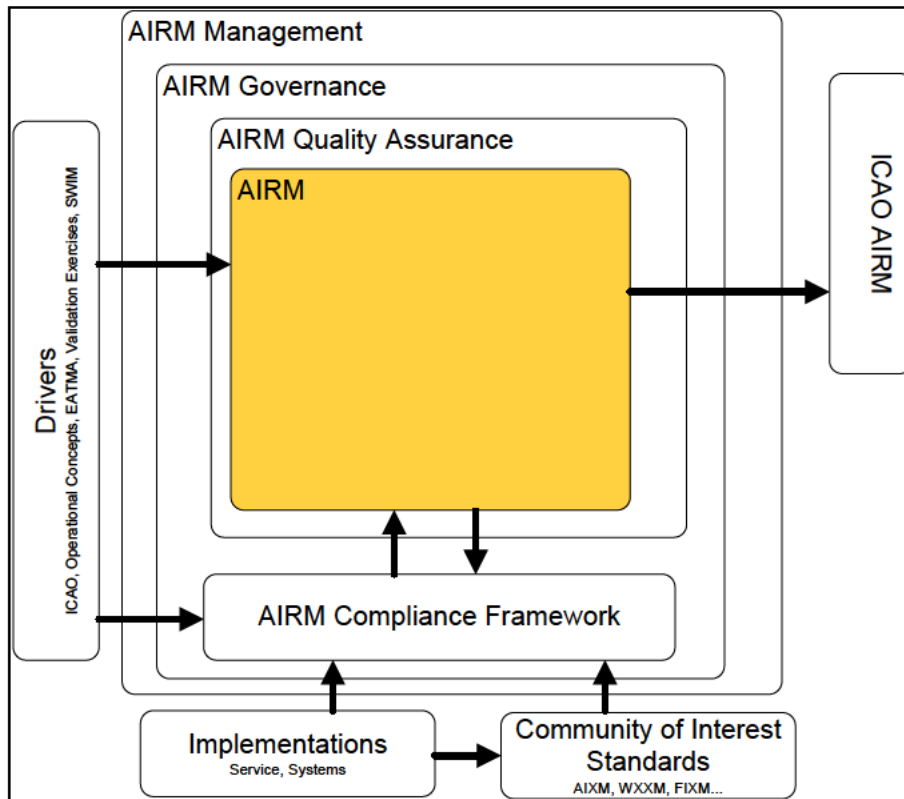 AIRM Management
AIRM Governance
AIRM Quality Assurance
AIRM
Drivers
ICAO, Operational Concepts, EATMA, Validation Exercises, SWIM
ICAO AIRM
AIRM Compliance Framework
Implementations
Service, Systems
Community of Interest
Standards
AIXM, WXXM, FIXM...